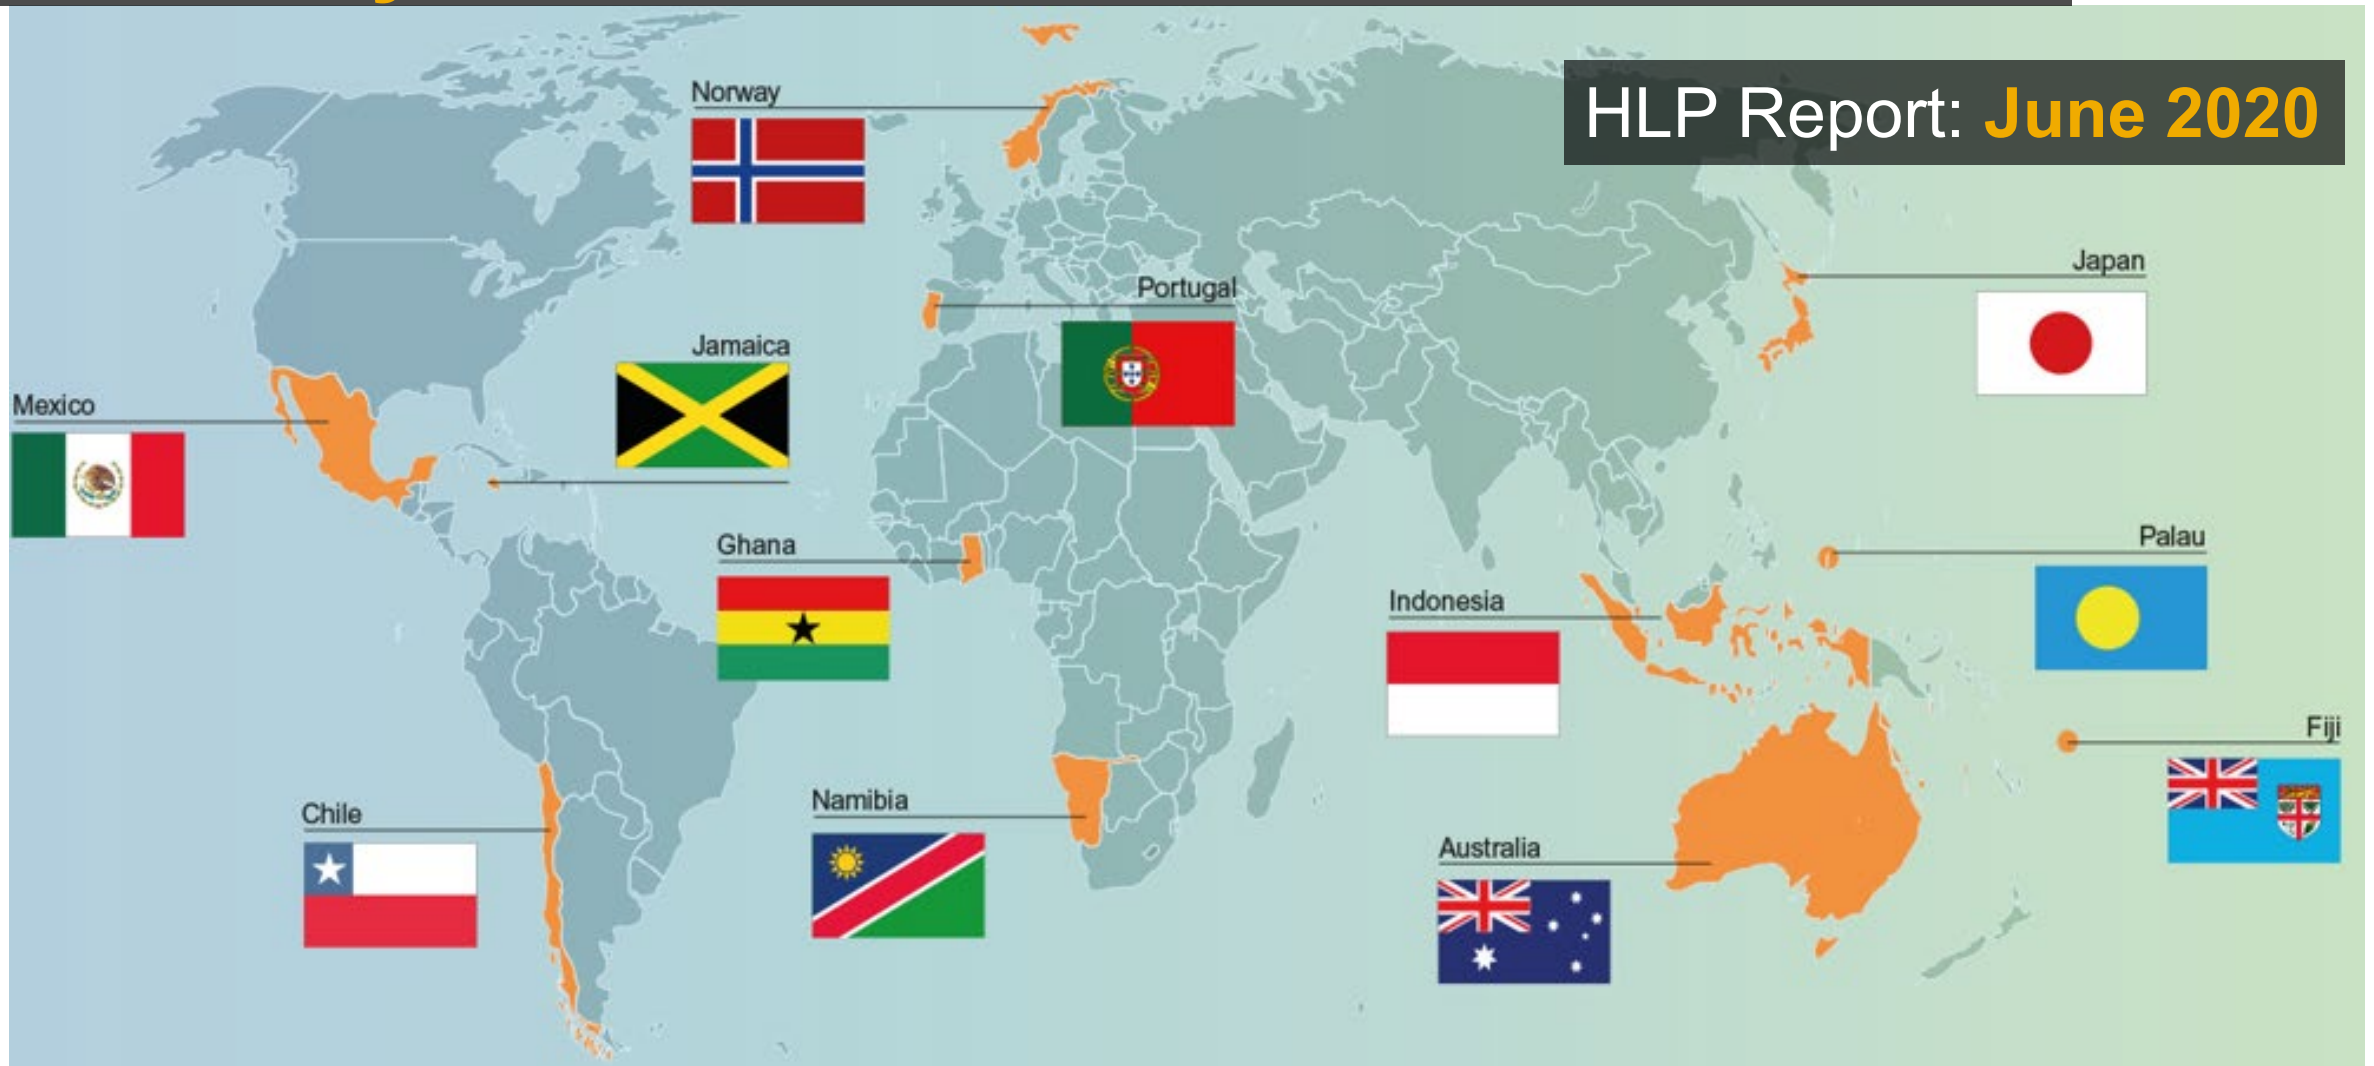 Norway
HLP Report: June 2020
Japan
Portugal
Jamaica
Mexico
Ghana
Palau
Indonesia
Fiji
Chile
Namibia
Australia